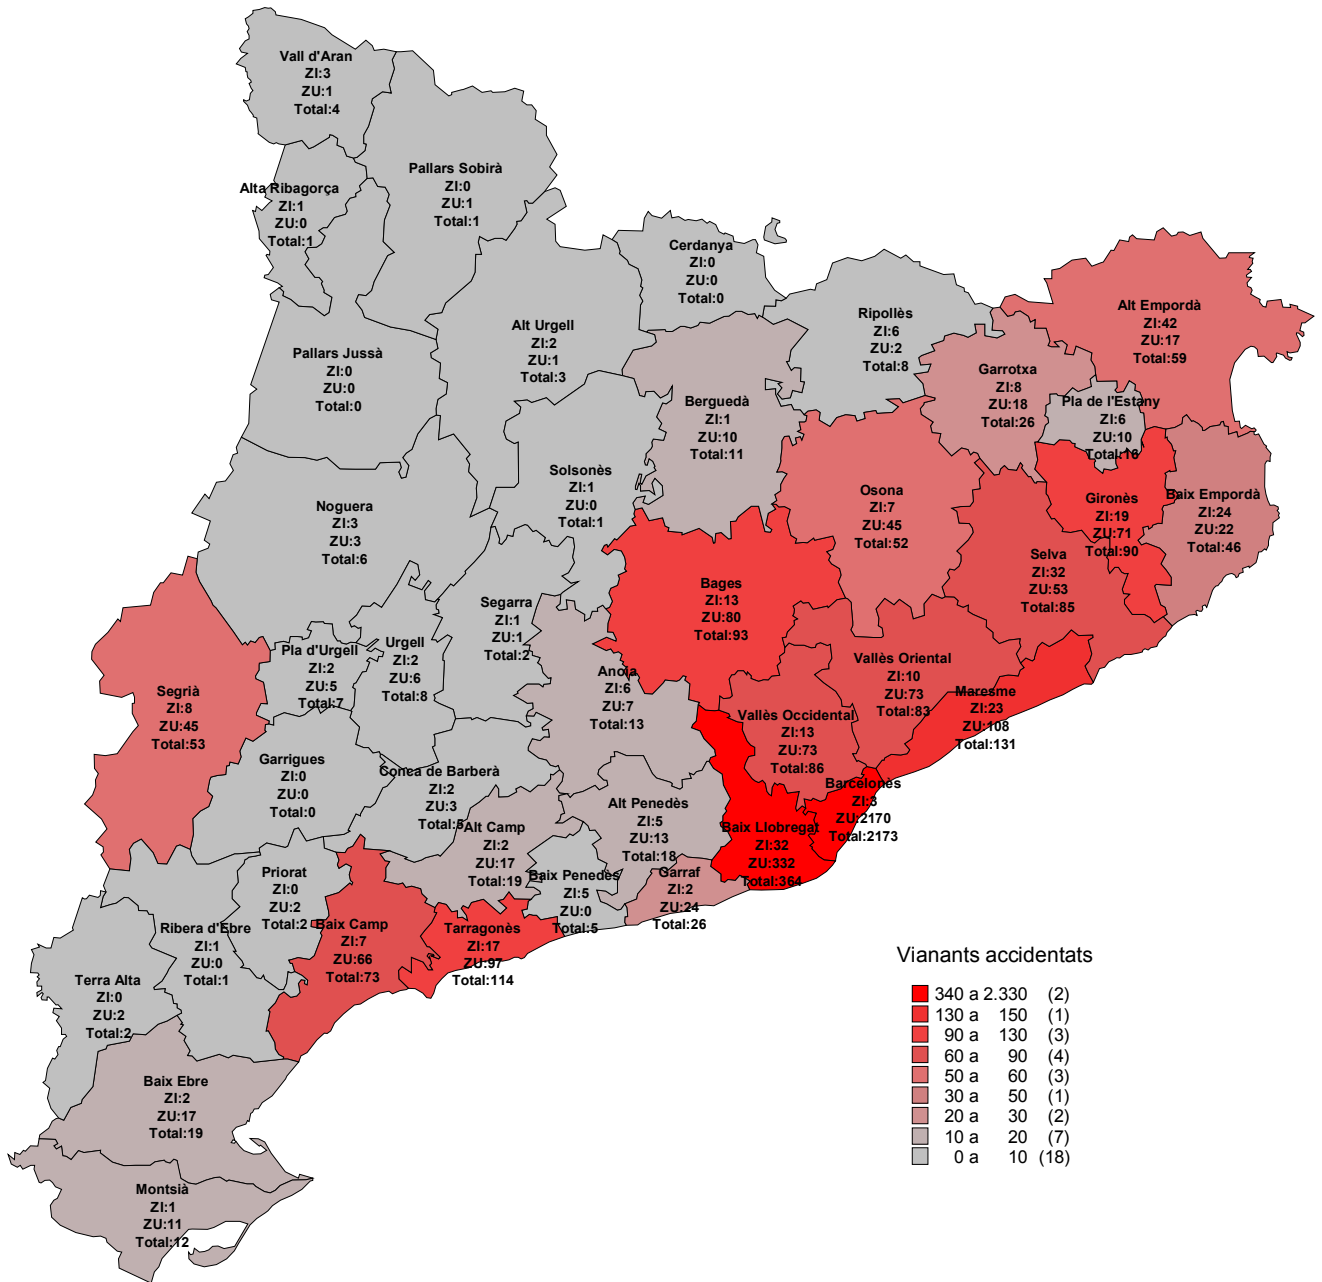 Vall d'Aran
ZI:3
ZU:1
Total:4
Pallars Sobirà
ZI:0
ZU:1
Total:1
Alta Ribagorça
ZI:1
ZU:0
Total:1
Cerdanya
ZI:0
ZU:0
Total:0
Ripollès
ZI:6
ZU:2
Total:8
Alt Empordà
ZI:42
ZU:17
Total:59
Alt Urgell
ZI:2
ZU:1
Total:3
Pallars Jussà
ZI:0
ZU:0
Total:0
Garrotxa
ZI:8
ZU:18
Total:26
Pla de l'Estany
ZI:6
ZU:10
Total:16
Berguedà
ZI:1
ZU:10
Total:11
Solsonès
ZI:1
ZU:0
Total:1
Osona
ZI:7
ZU:45
Total:52
Gironès
ZI:19
ZU:71
Total:90
Baix Empordà
ZI:24
ZU:22
Total:46
Noguera
ZI:3
ZU:3
Total:6
Selva
ZI:32
ZU:53
Total:85
Bages
ZI:13
ZU:80
Total:93
Segarra
ZI:1
ZU:1
Total:2
Pla d'Urgell
ZI:2
ZU:5
Total:7
Urgell
ZI:2
ZU:6
Total:8
Anoia
ZI:6
ZU:7
Total:13
Vallès Oriental
ZI:10
ZU:73
Total:83
Segrià
ZI:8
ZU:45
Total:53
Maresme
ZI:23
ZU:108
Total:131
Vallès Occidental
ZI:13
ZU:73
Total:86
Garrigues
ZI:0
ZU:0
Total:0
Conca de Barberà
ZI:2
ZU:3
Total:5
Barcelonès
ZI:3
ZU:2170
Total:2173
Alt Penedès
ZI:5
ZU:13
Total:18
Alt Camp
ZI:2
ZU:17
Total:19
Baix Llobregat
ZI:32
ZU:332
Total:364
Priorat
ZI:0
ZU:2
Total:2
Baix Penedès
ZI:5
ZU:0
Total:5
Garraf
ZI:2
ZU:24
Total:26
Ribera d'Ebre
ZI:1
ZU:0
Total:1
Baix Camp
ZI:7
ZU:66
Total:73
Tarragonès
ZI:17
ZU:97
Total:114
Terra Alta
ZI:0
ZU:2
Total:2
Baix Ebre
ZI:2
ZU:17
Total:19
Montsià
ZI:1
ZU:11
Total:12
Vianants accidentats
340 a 2.330 (2)
130 a 150 (1)
90 a 130 (3)
60 a 90 (4)
50 a 60 (3)
30 a 50 (1)
20 a 30 (2)
10 a 20 (7)
0 a 10 (18)